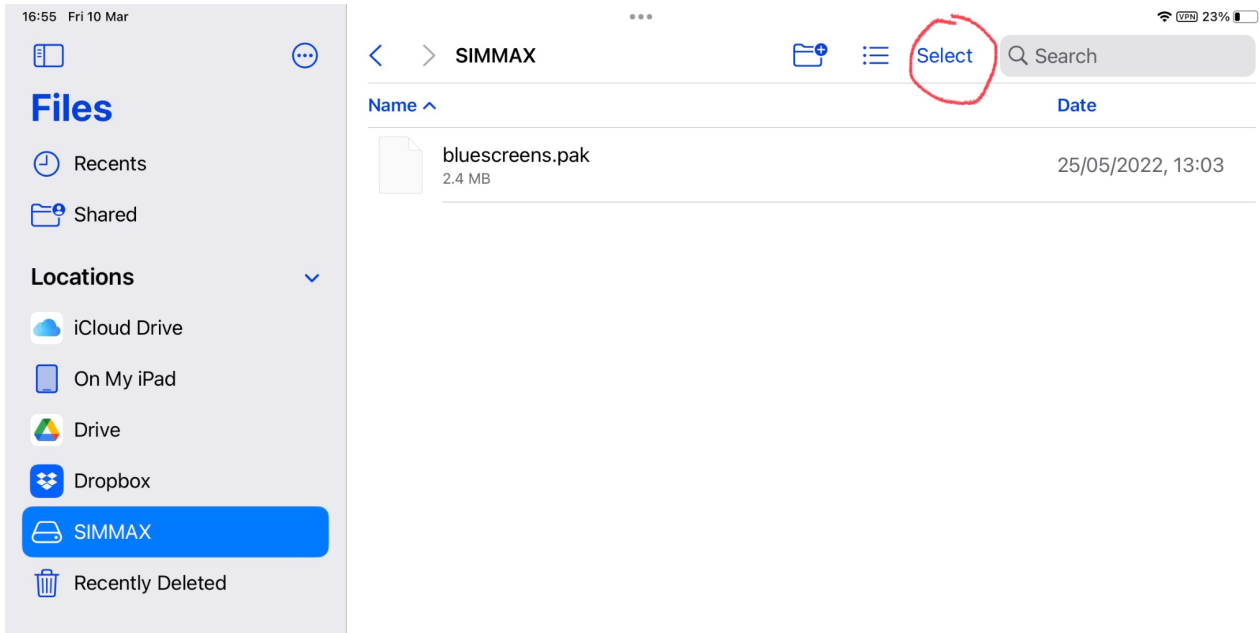 16:55 Fri 10 Mar
VPN 23%
Files
Recents
Shared
Locations
iCloud Drive
On My iPad
Drive
Dropbox
SIMMAX
Recently Deleted
SIMMAX
Select
Search
Name
Date
bluescreens.pak
2.4 MB
25/05/2022, 13:03